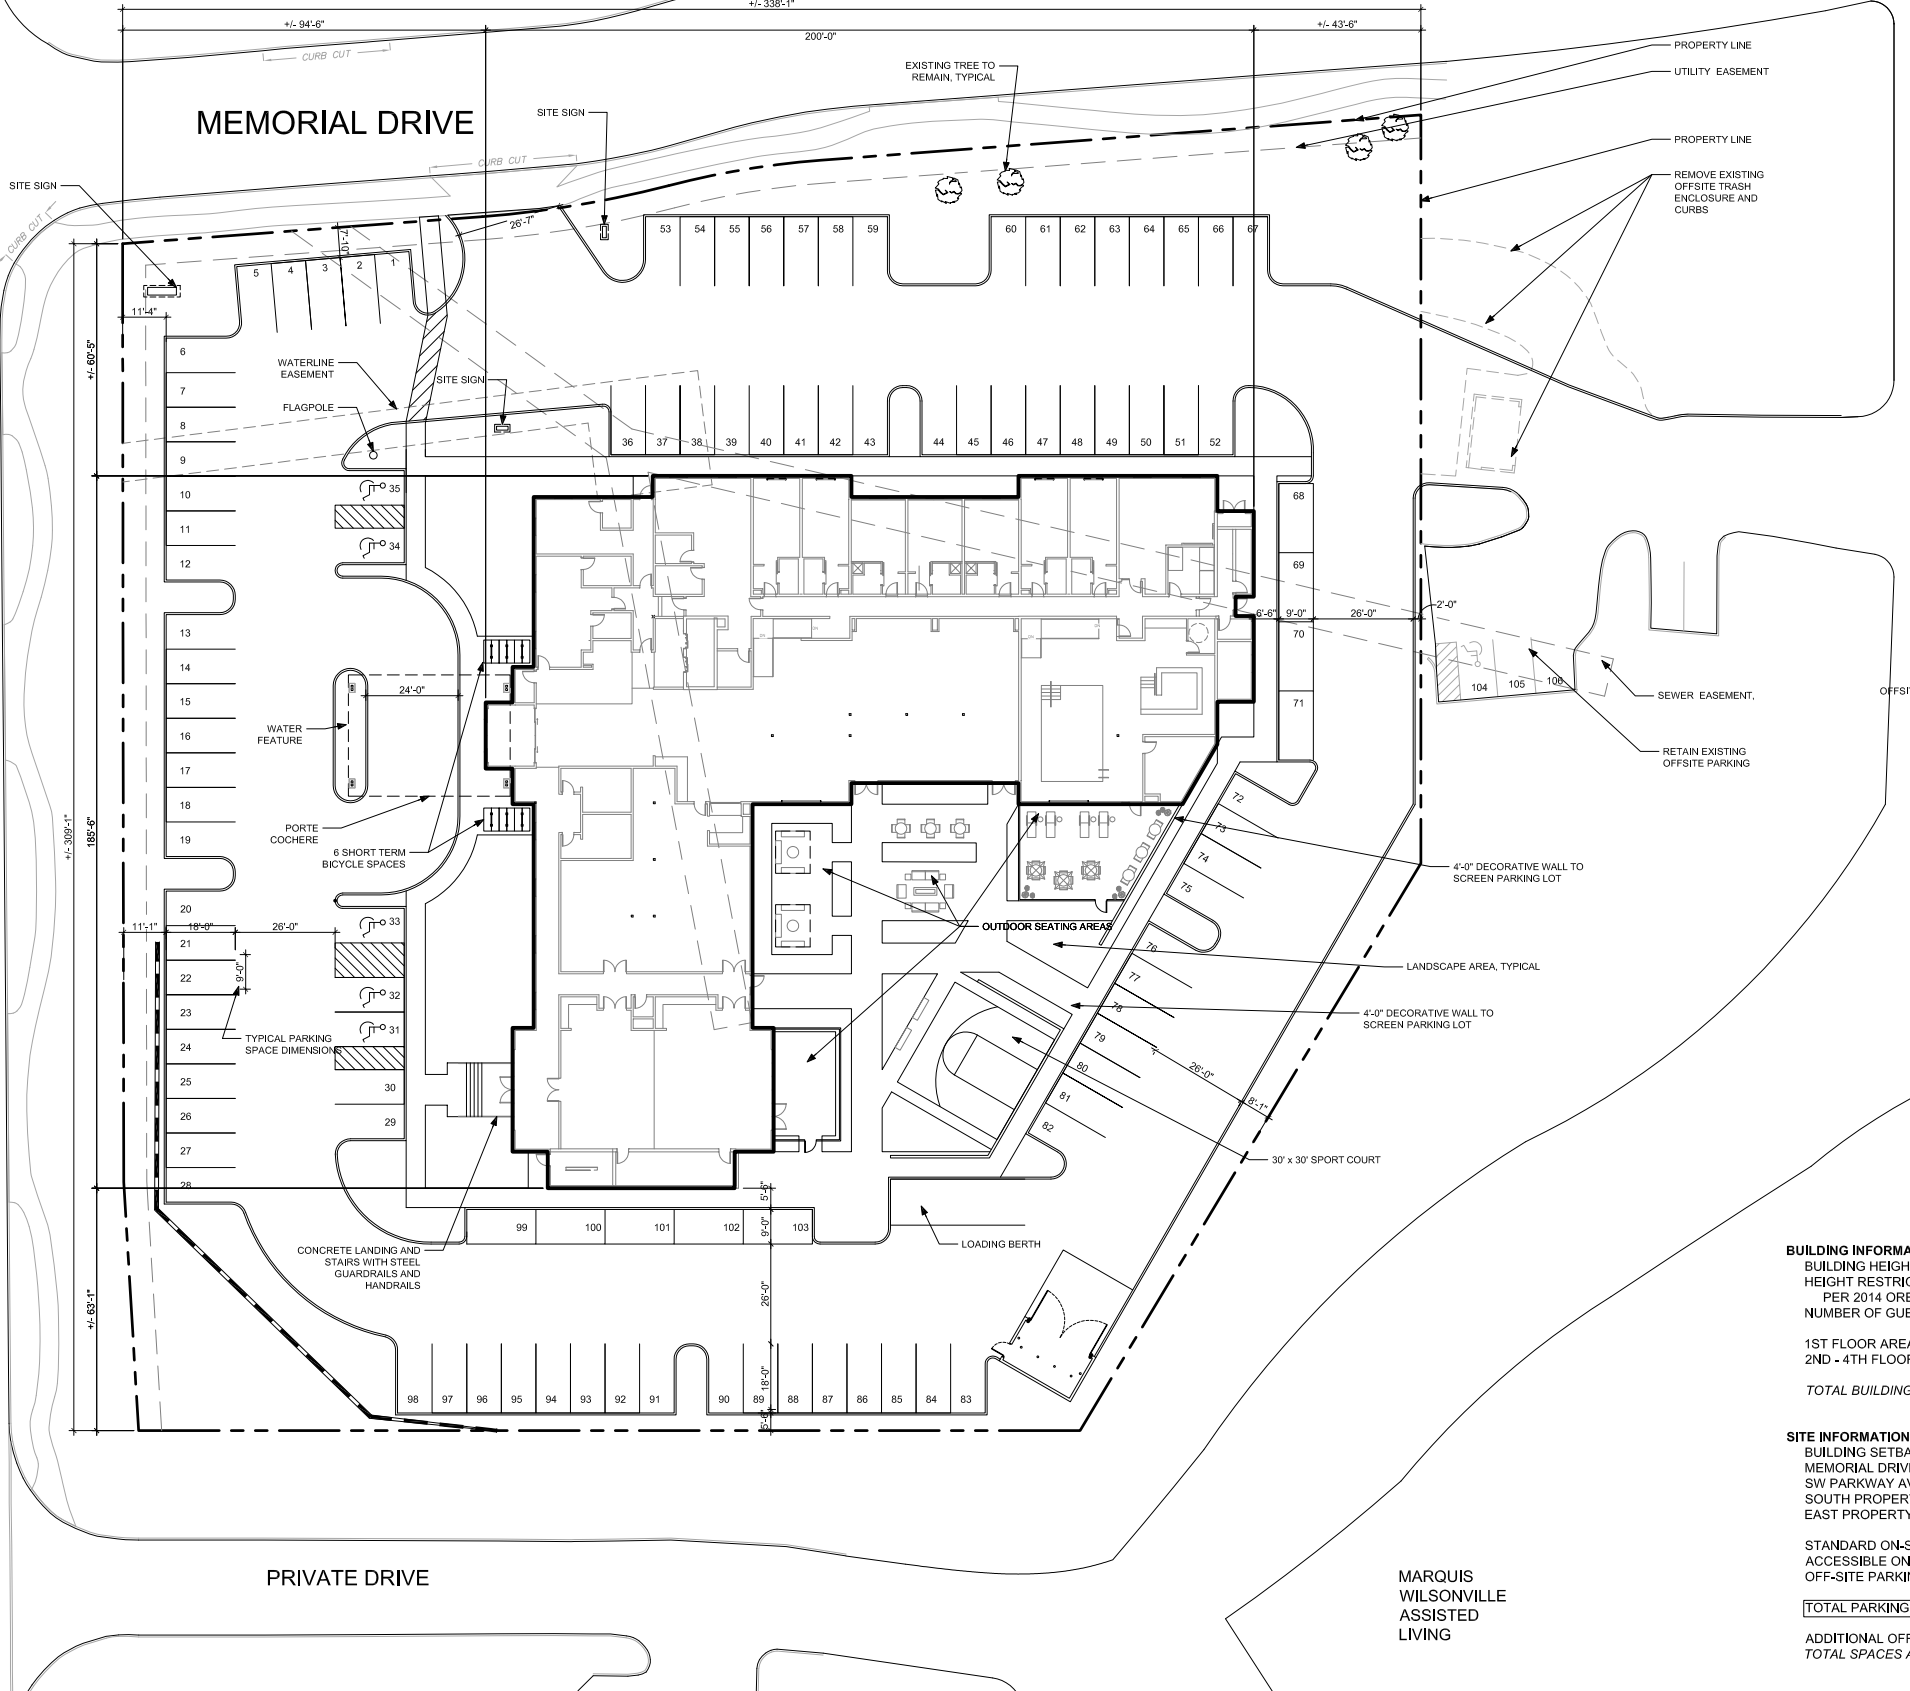 +/- 338'-1"
+/- 94'-6"
200'-0"
+/- 43'-6"
CURB CUT
EXISTING TREE TO
REMAIN, TYPICAL
PROPERTY LINE
UTILITY EASEMENT
MEMORIAL DRIVE
SITE SIGN
PROPERTY LINE
CURB CUT
SITE SIGN
REMOVE EXISTING
OFFSITE TRASH
ENCLOSURE AND
CURBS
CURB CUT
26'-7"
7'-10"
53 54 55 56 57 58 59
60 61 62 63 64 65 66 67
5 4 3 2 1
11'-4"
+/- 60'-5"
6
7
8
9
10
11
12
WATERLINE
EASEMENT
SITE SIGN
FLAGPOLE
36 37 38 39 40 41 42 43
44 45 46 47 48 49 50 51 52
35
34
68
69
70
71
6'-6" 9'-0" 26'-0" 2'-0"
104 105 106
SEWER EASEMENT,
RETAIN EXISTING
OFFSITE PARKING
13
14
15
16
17
18
19
24'-0"
WATER
FEATURE
PORTE
COCHERE
6 SHORT TERM
BICYCLE SPACES
+/- 309'-1"
185'-6"
72
73
74
75
4'-0" DECORATIVE WALL TO
SCREEN PARKING LOT
20
11'-1" 18'-0" 26'-0"
33
32
31
30
29
21
22
23
24
25
26
27
28
9'-0"
TYPICAL PARKING
SPACE DIMENSIONS
OUTDOOR SEATING AREAS
76
77
78
79
80
81
82
LANDSCAPE AREA, TYPICAL
4'-0" DECORATIVE WALL TO
SCREEN PARKING LOT
26'-0"
8'-1"
30' x 30' SPORT COURT
5'-6"
9'-0"
99 100 101 102 103
LOADING BERTH
CONCRETE LANDING AND
STAIRS WITH STEEL
GUARDRAILS AND
HANDRAILS
+/- 63'-1"
26'-0"
18'-0"
5'-6"
98 97 96 95 94 93 92 91
90 89 88 87 86 85 84 83
BUILDING INFORMA
BUILDING HEIGH
HEIGHT RESTRIC
PER 2014 ORE
NUMBER OF GUE
1ST FLOOR AREA
2ND - 4TH FLOOR
TOTAL BUILDING
SITE INFORMATION
BUILDING SETBA
MEMORIAL DRIV
SW PARKWAY AV
SOUTH PROPER
EAST PROPERTY
STANDARD ON-S
ACCESSIBLE ON
OFF-SITE PARKIN
TOTAL PARKING
ADDITIONAL OFF
TOTAL SPACES A
PRIVATE DRIVE
MARQUIS
WILSONVILLE
ASSISTED
LIVING